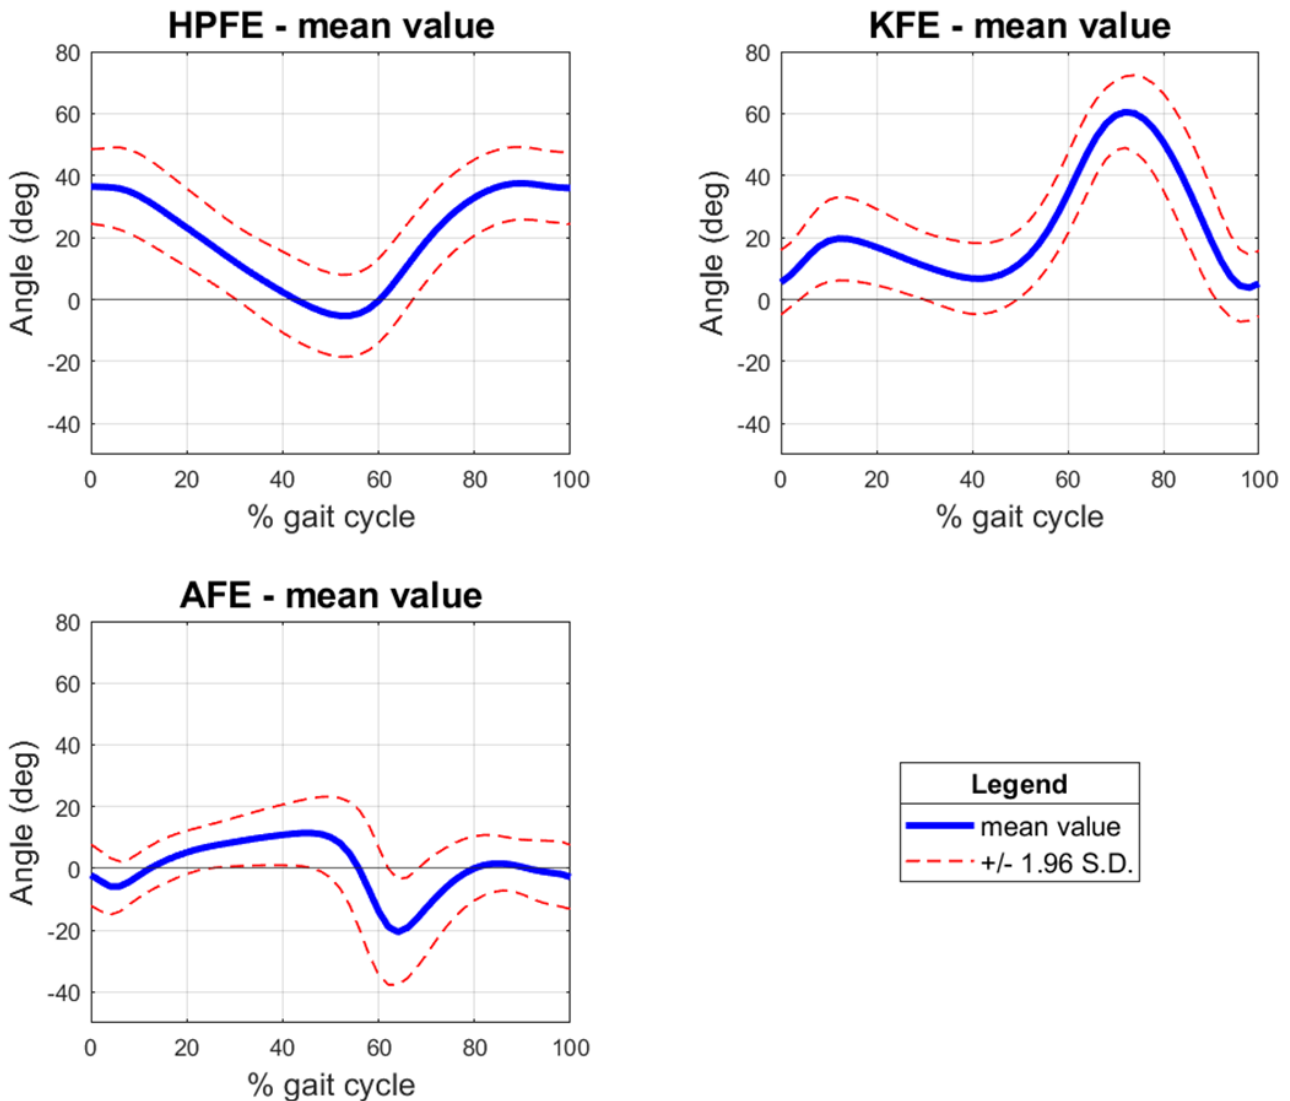 HPFE - mean value
80
60
40
20
0
-20
-40
Angle (deg)
0 20 40 60 80 100
% gait cycle
KFE - mean value
80
60
40
20
0
-20
-40
Angle (deg)
0 20 40 60 80 100
% gait cycle
AFE - mean value
80
60
40
20
0
-20
-40
Angle (deg)
0 20 40 60 80 100
% gait cycle
Legend
mean value
+/- 1.96 S.D.